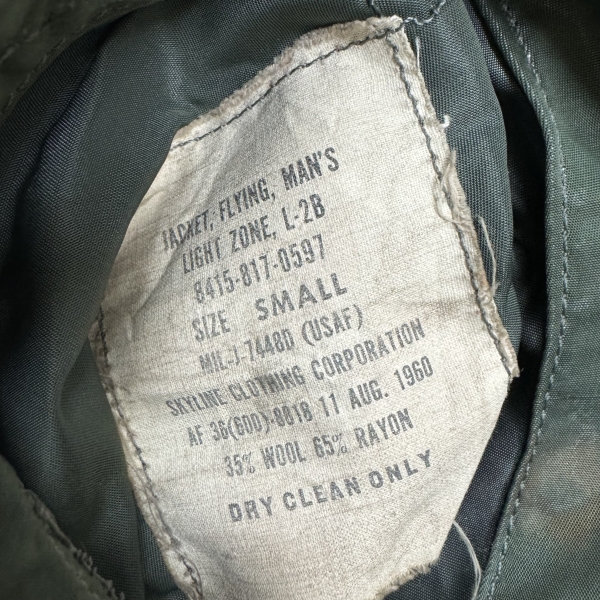 JACKET, FLYING, MAN'S
LIGHT ZONE, L-2B
8415-817-0597
SIZE SMALL
MIL-J-7448D (USAF)
SKYLINE CLOTHING CORPORATION
AF 36(600)-8818 11 AUG. 1960
35% WOOL 65% RAYON
DRY CLEAN ONLY